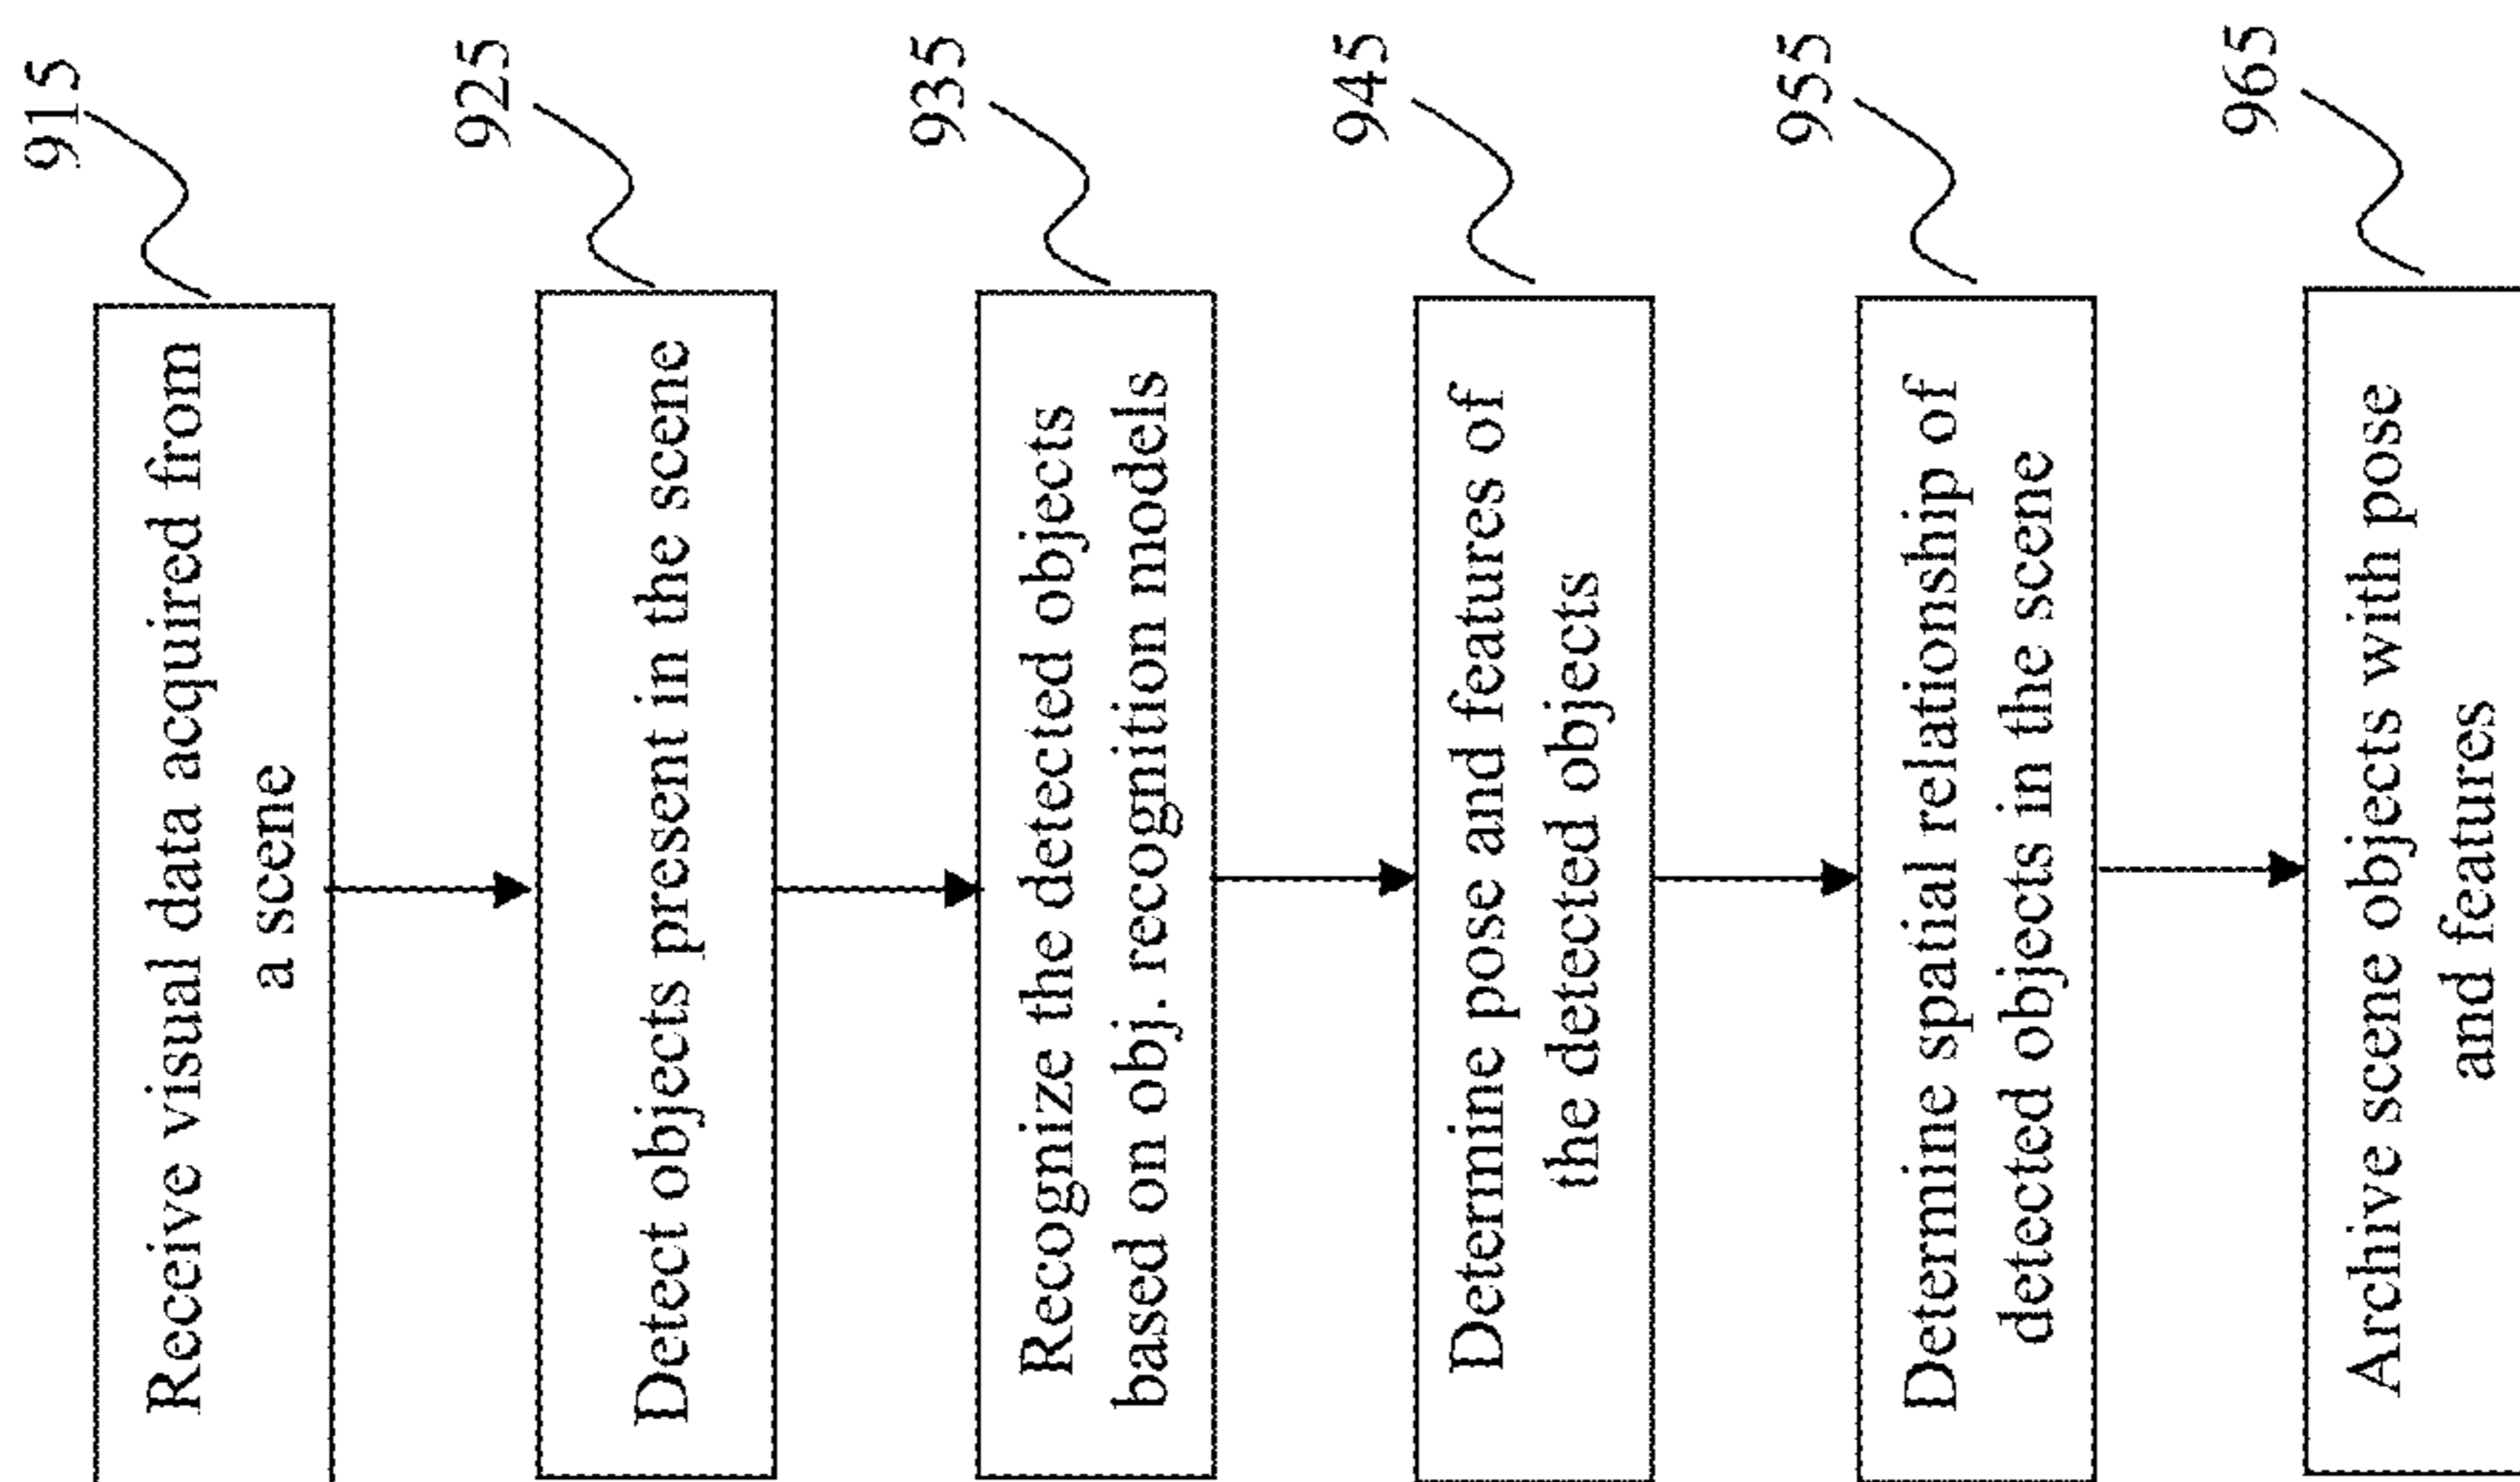 915
Receive visual data acquired from
a scene
925
Detect objects present in the scene
935
Recognize the detected objects
based on obj. recognition models
945
Determine pose and features of
the detected objects
955
Determine spatial relationship of
detected objects in the scene
965
Archive scene objects with pose
and features